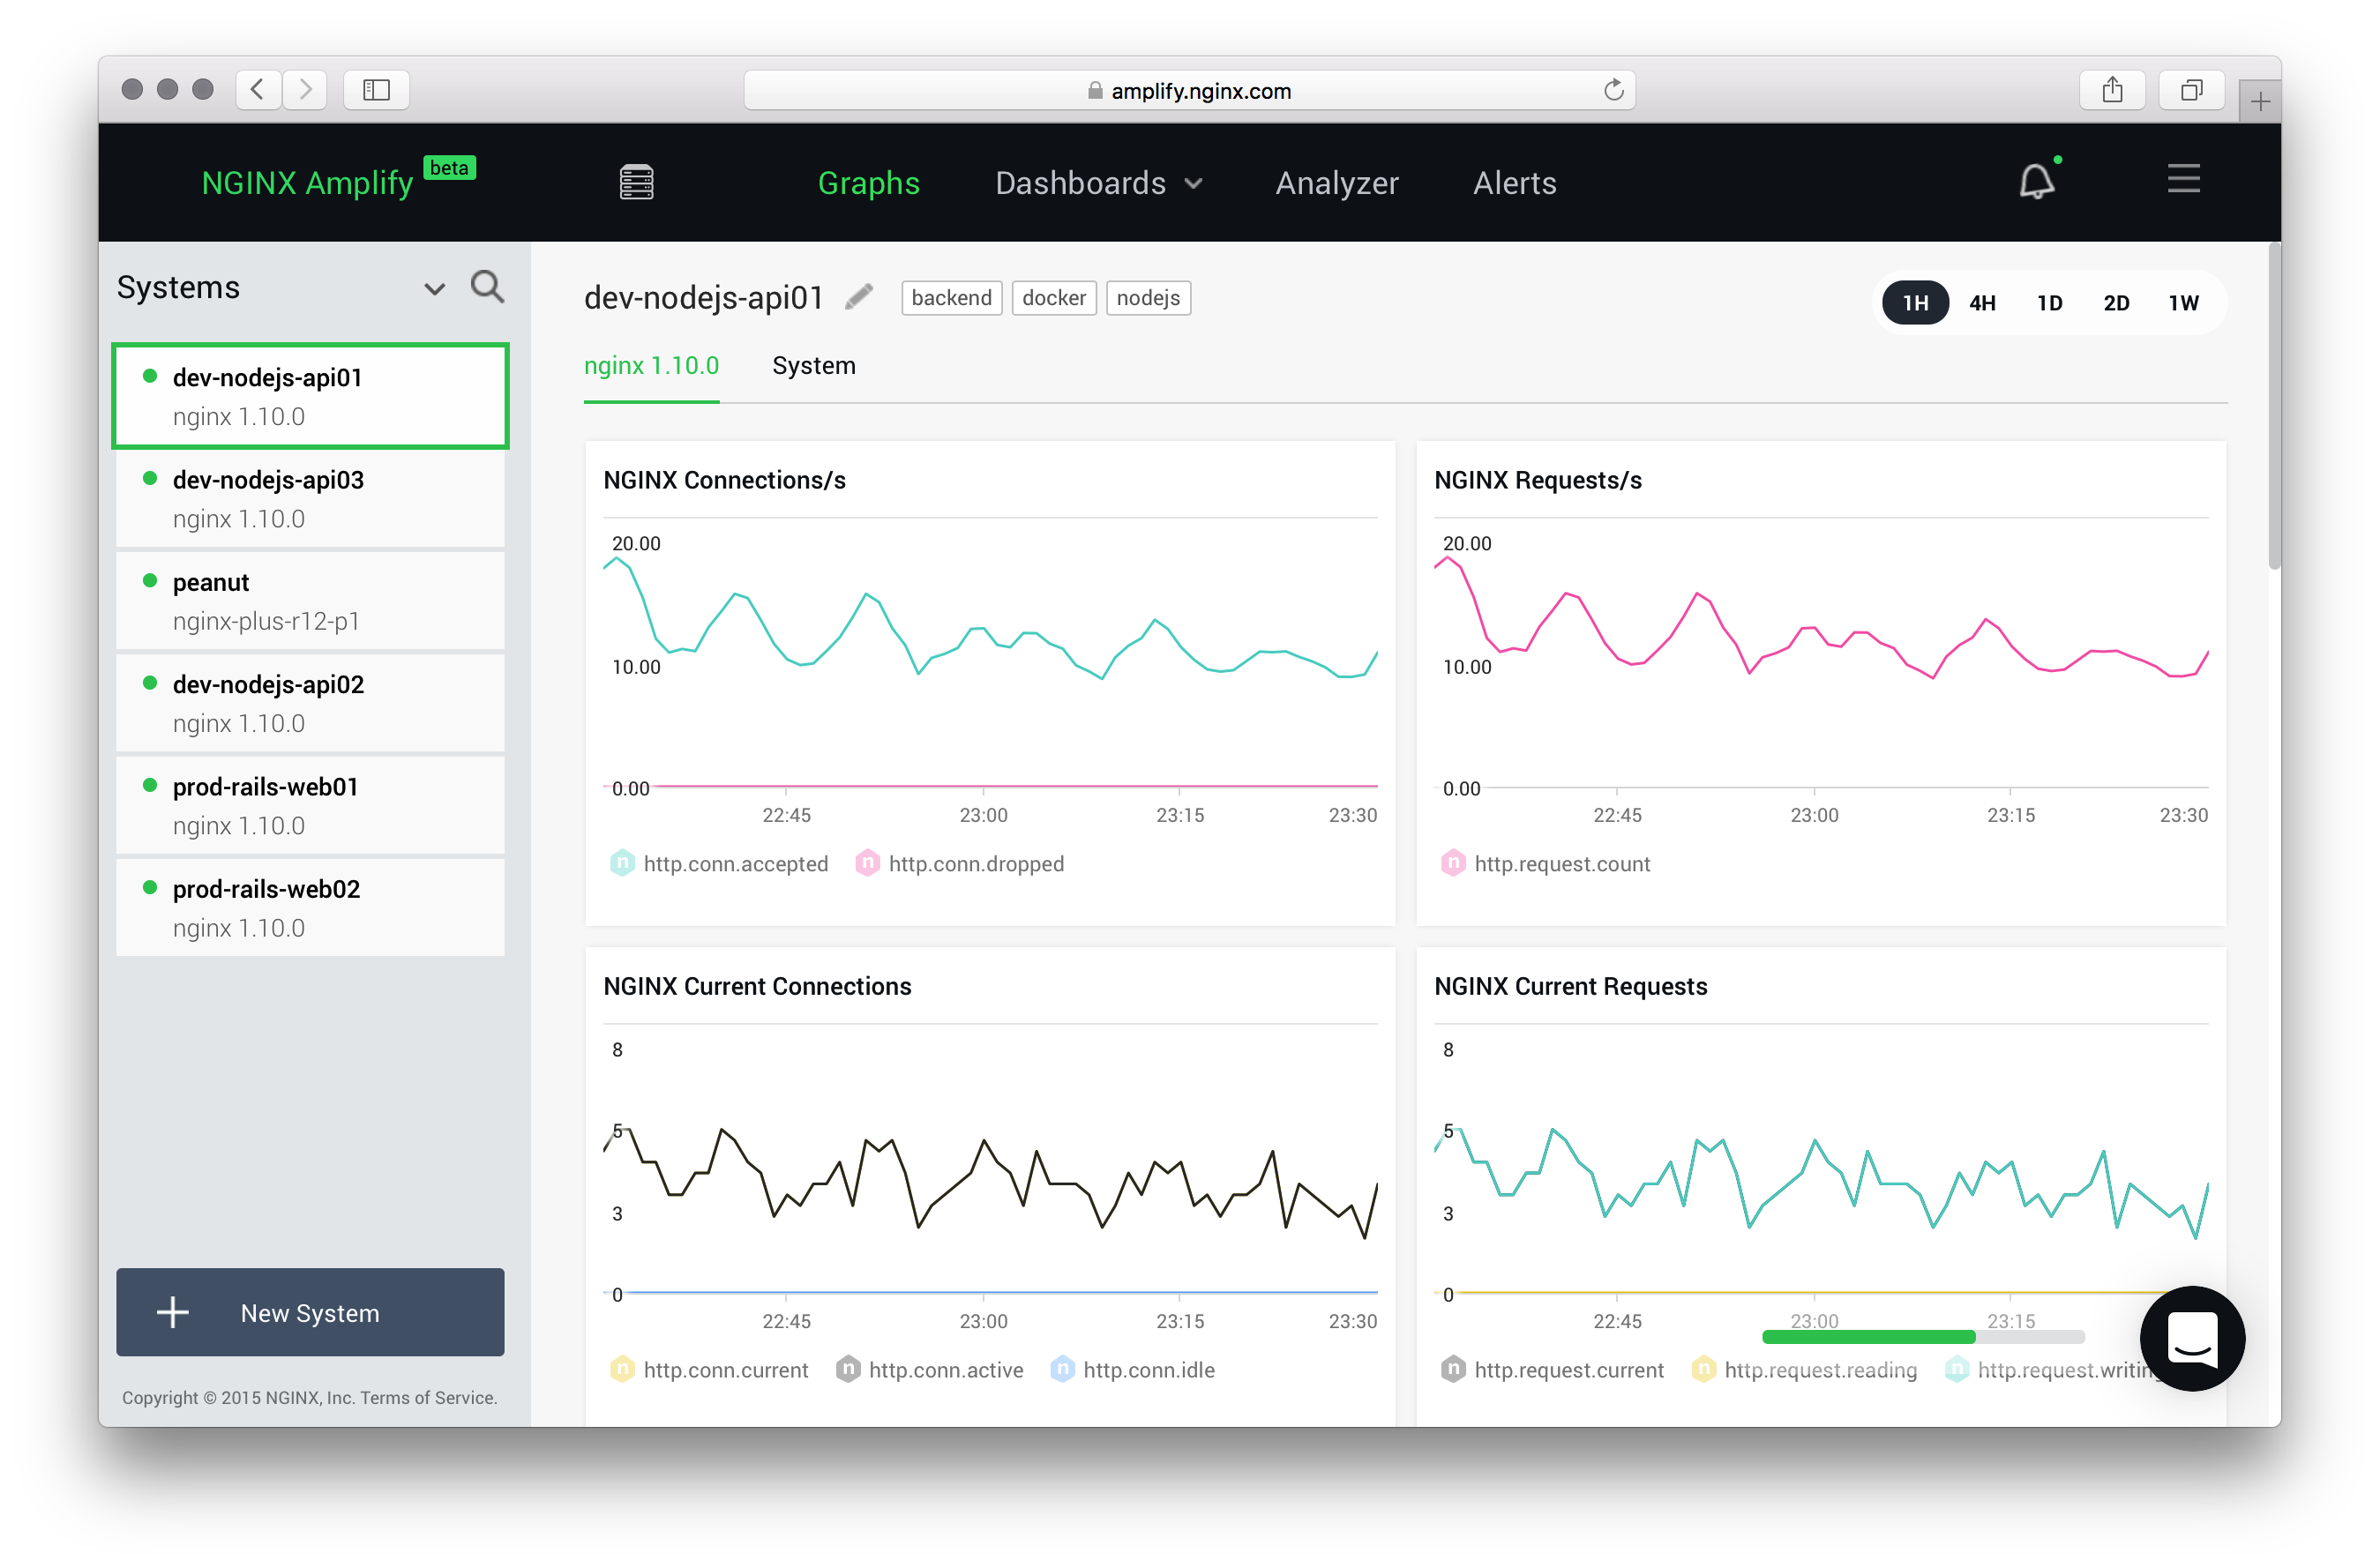 amplify.nginx.com
NGINX Amplify beta
Graphs Dashboards Analyzer Alerts
Systems
dev-nodejs-api01
nginx 1.10.0
dev-nodejs-api03
nginx 1.10.0
peanut
nginx-plus-r12-p1
dev-nodejs-api02
nginx 1.10.0
prod-rails-web01
nginx 1.10.0
prod-rails-web02
nginx 1.10.0
New System
Copyright © 2015 NGINX, Inc. Terms of Service.
dev-nodejs-api01 backend docker nodejs
1H 4H 1D 2D 1W
nginx 1.10.0 System
NGINX Connections/s
20.00
10.00
0.00
22:45 23:00 23:15 23:30
n http.conn.accepted n http.conn.dropped
NGINX Requests/s
20.00
10.00
0.00
22:45 23:00 23:15 23:30
n http.request.count
NGINX Current Connections
8
5
3
0
22:45 23:00 23:15 23:30
n http.conn.current n http.conn.active n http.conn.idle
NGINX Current Requests
8
5
3
0
22:45 23:00 23:15
n http.request.current n http.request.reading n http.request.writing